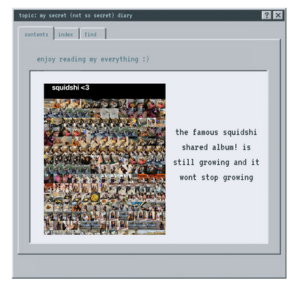 topic: my secret (not so secret) diary
? X
contents index find
enjoy reading my everything :)
squidshi <3
the famous squidshi
shared album! is
still growing and it
wont stop growing